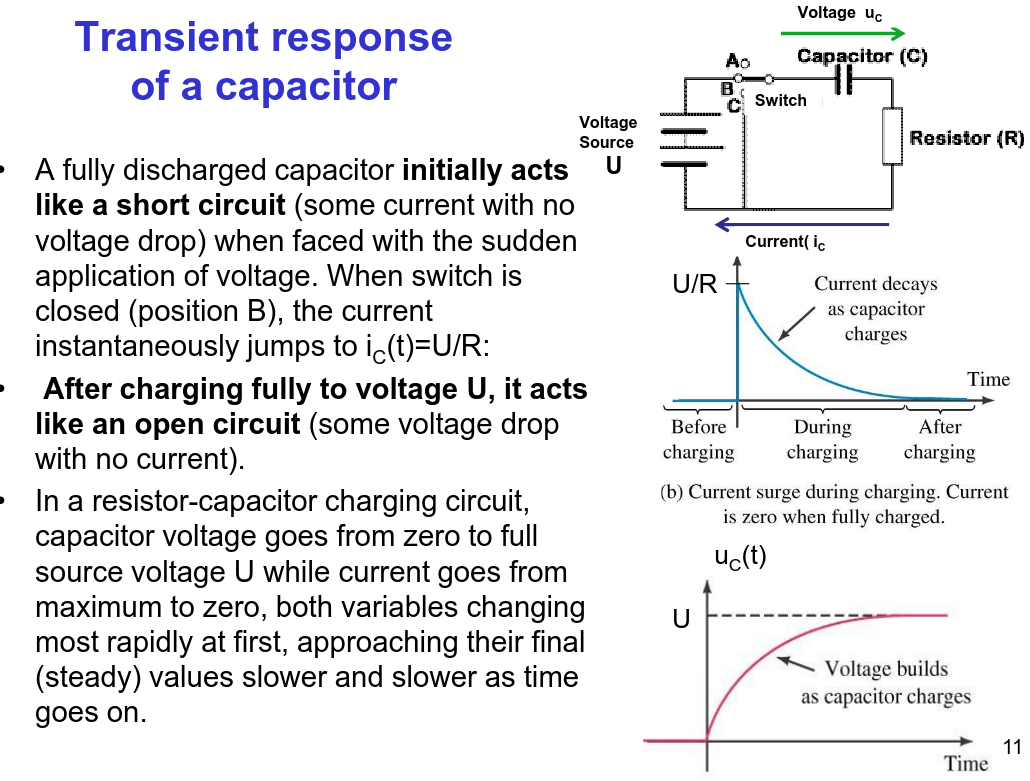 Transient response
of a capacitor
• A fully discharged capacitor initially acts
like a short circuit (some current with no
voltage drop) when faced with the sudden
application of voltage. When switch is
closed (position B), the current
instantaneously jumps to iC(t)=U/R:
• After charging fully to voltage U, it acts
like an open circuit (some voltage drop
with no current).
• In a resistor-capacitor charging circuit,
capacitor voltage goes from zero to full
source voltage U while current goes from
maximum to zero, both variables changing
most rapidly at first, approaching their final
(steady) values slower and slower as time
goes on.
Voltage uC
Capacitor (C)
A
B
C
Switch
Voltage
Source
U
Resistor (R)
Current( iC
U/R
Current decays
as capacitor
charges
Time
Before
charging
During
charging
After
charging
(b) Current surge during charging. Current
is zero when fully charged.
uC(t)
U
Voltage builds
as capacitor charges
Time
11